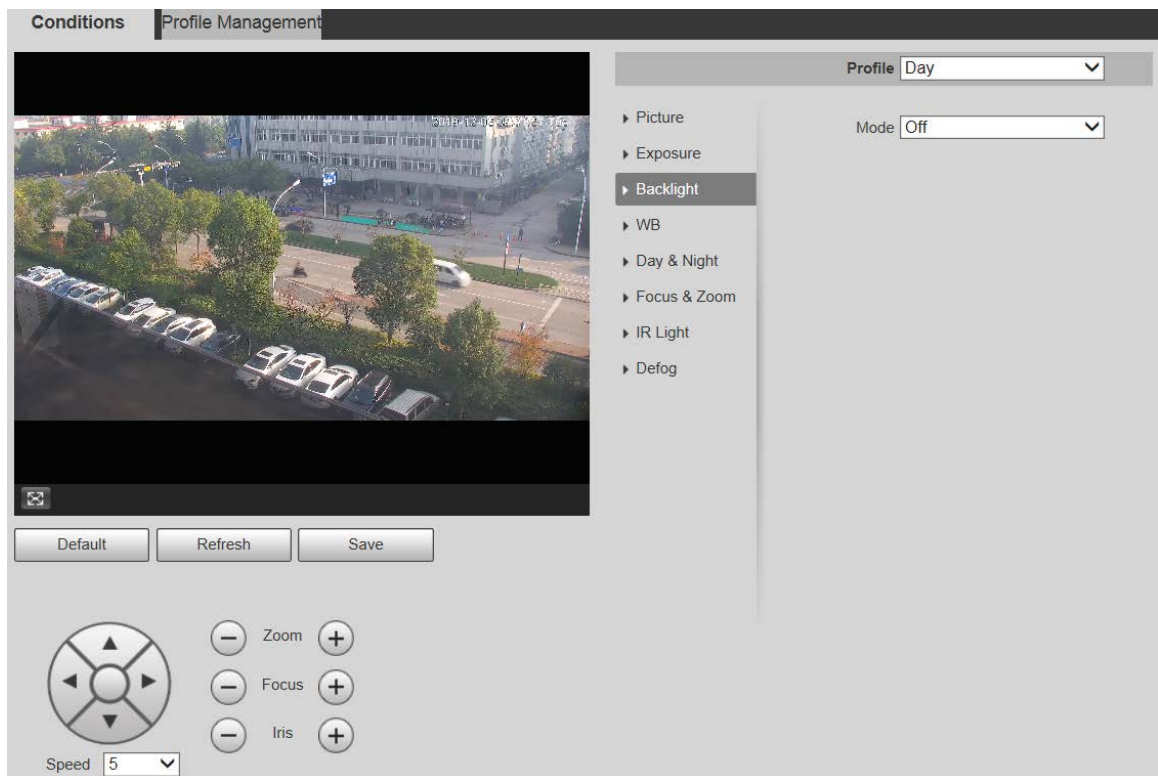 Conditions
Profile Management
Profile Day
Picture
Mode Off
Exposure
Backlight
WB
Day & Night
Focus & Zoom
IR Light
Defog
Default
Refresh
Save
Zoom
Focus
Iris
Speed 5